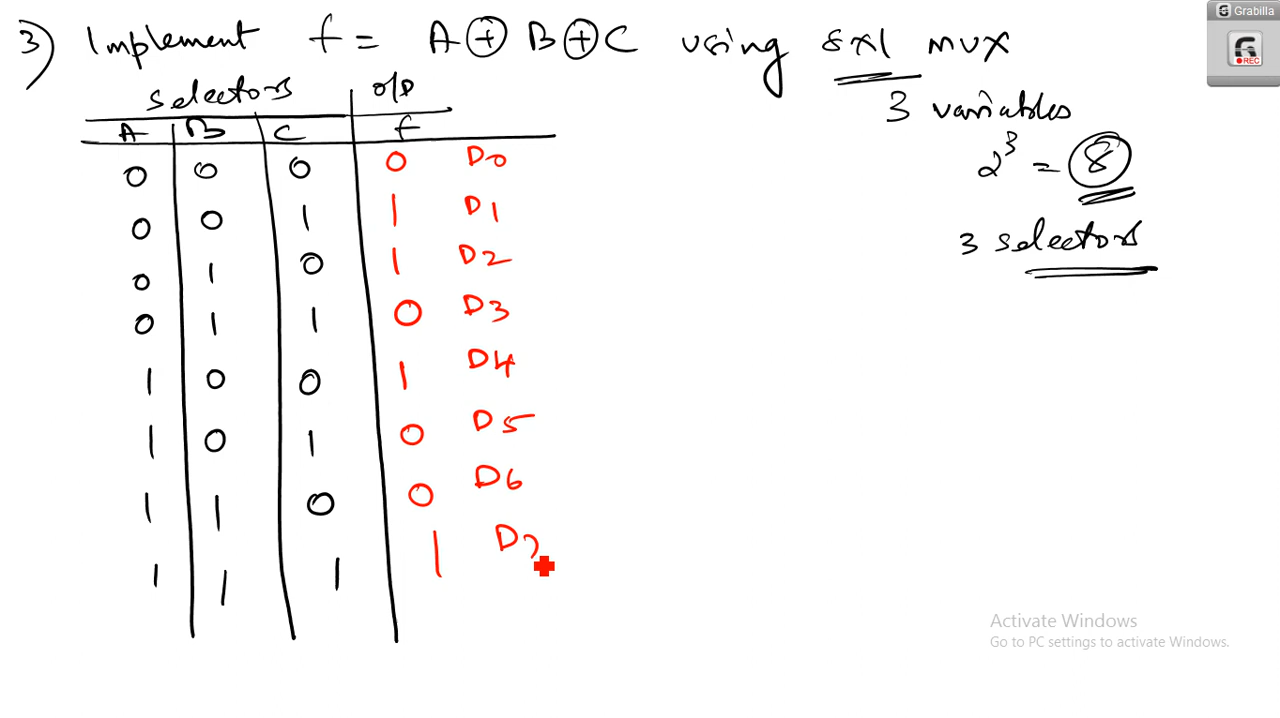 3) Implement f = A ⊕ B ⊕ C using 8x1 mux
3 variables
2³ = 8
3 selectors
selectors o/p
A B C f
0 0 0 0 D0
0 0 1 1 D1
0 1 0 1 D2
0 1 1 0 D3
1 0 0 1 D4
1 0 1 0 D5
1 1 0 0 D6
1 1 1 1 D7
Grabilla
REC
Activate Windows
Go to PC settings to activate Windows.